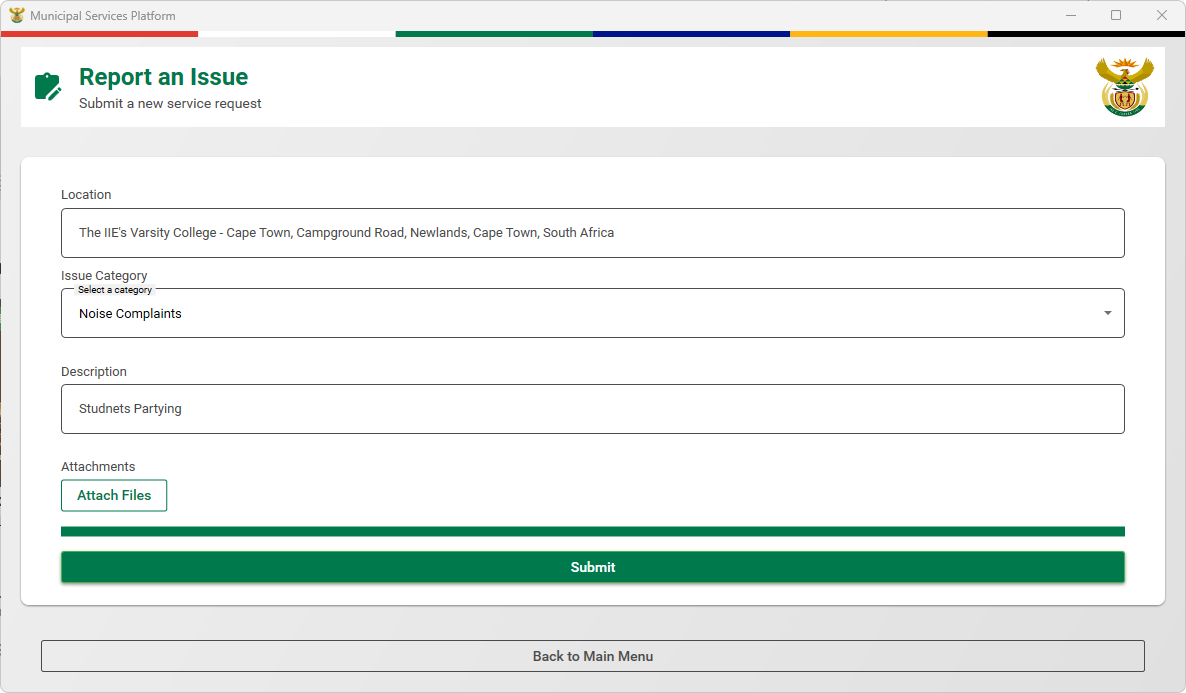 Municipal Services Platform
Report an Issue
Submit a new service request
Location
The IIE's Varsity College - Cape Town, Campground Road, Newlands, Cape Town, South Africa
Issue Category
Select a category
Noise Complaints
Description
Studnets Partying
Attachments
Attach Files
Submit
Back to Main Menu